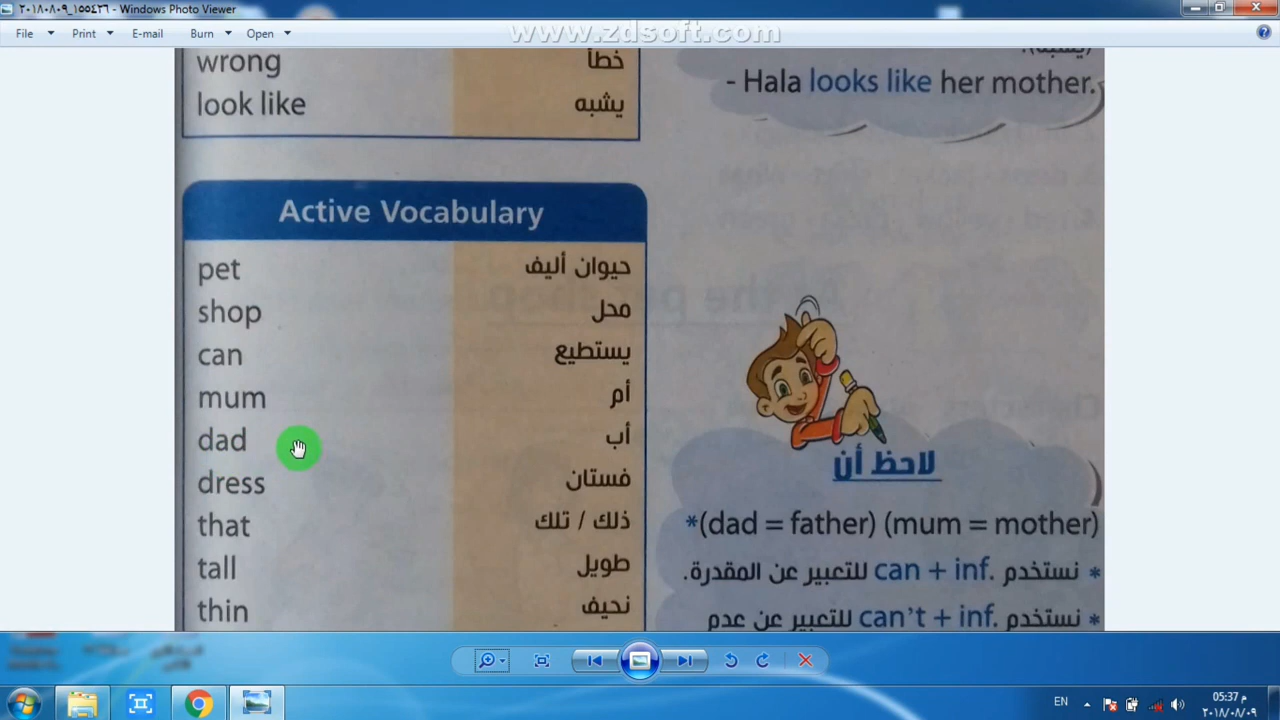 ٢٠١٨٠٨٠٩_١٥٥٤٢٦ - Windows Photo Viewer
File Print E-mail Burn Open
www.zdsoft.com
wrong خطأ
look like يشبه
- Hala looks like her mother.
Active Vocabulary
pet حيوان أليف
shop محل
can يستطيع
mum أم
dad أب
dress فستان
that ذلك / تلك
tall طويل
thin نحيف
لاحظ أن
*(dad = father) (mum = mother)
* نستخدم can + inf. للتعبير عن المقدرة.
* نستخدم can't + inf. للتعبير عن عدم
EN
05:37 م
٢٠١٨/٠٨/٠٩